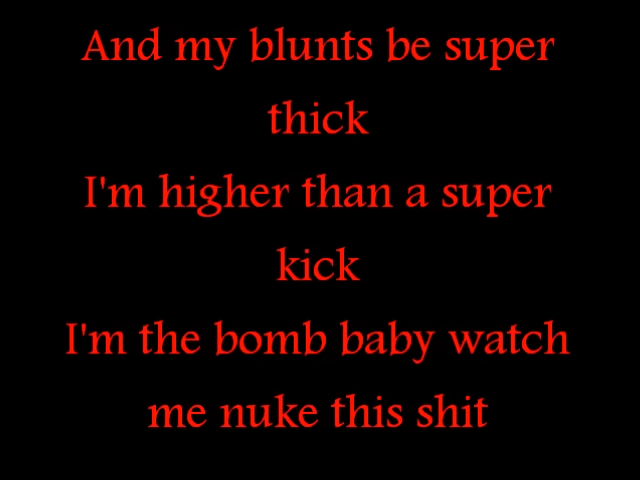 And my blunts be super
thick
I'm higher than a super
kick
I'm the bomb baby watch
me nuke this shit